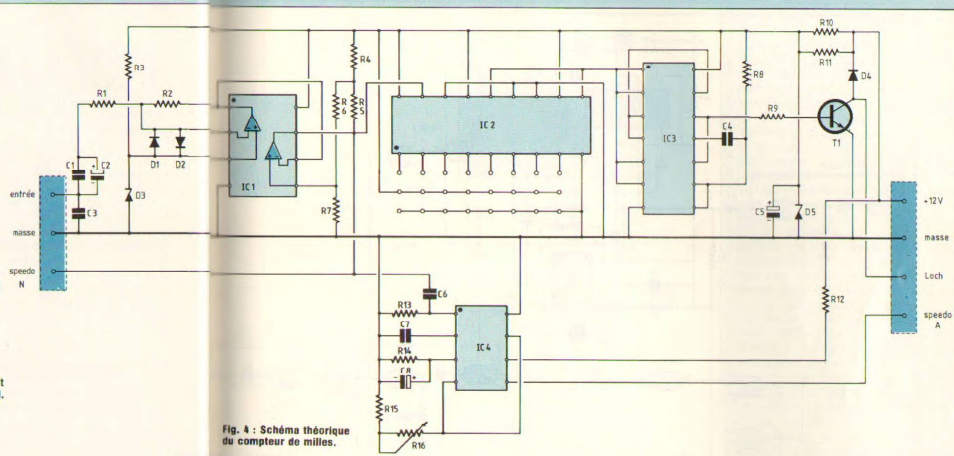 R10
R11
R3
R4
R8
D4
R1
R2
R6
R5
IC 2
IC3
C4
R9
T1
C1
+
C2
-
D1
D2
IC1
entrée
C3
D3
R7
+
C5
-
D5
+12V
masse
masse
speedo
N
Loch
C6
R13
R12
speedo
A
C7
R14
IC4
- C8 +
t
.
R15
R16
Fig. 4 : Schéma théorique
du compteur de milles.